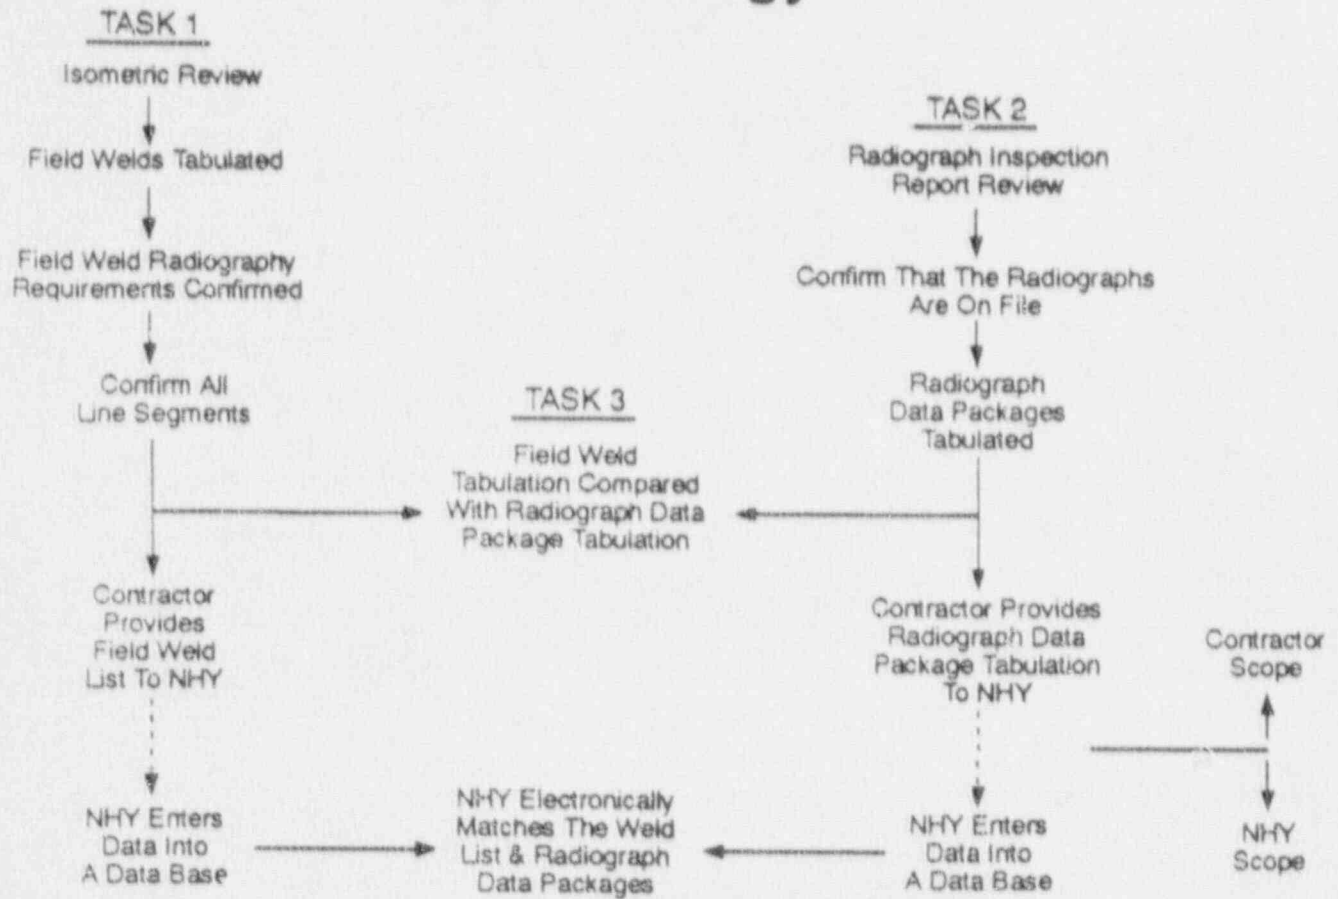 TASK 1
Isometric Review
Field Welds Tabulated
Field Weld Radiography
Requirements Confirmed
Confirm All
Line Segments
Contractor
Provides
Field Weld
List To NHY
NHY Enters
Data Into
A Data Base
TASK 3
Field Weld
Tabulation Compared
With Radiograph Data
Package Tabulation
NHY Electronically
Matches The Weld
List & Radiograph
Data Packages
TASK 2
Radiograph Inspection
Report Review
Confirm That The Radiographs
Are On File
Radiograph
Data Packages
Tabulated
Contractor Provides
Radiograph Data
Package Tabulation
To NHY
NHY Enters
Data Into
A Data Base
Contractor
Scope
NHY
Scope